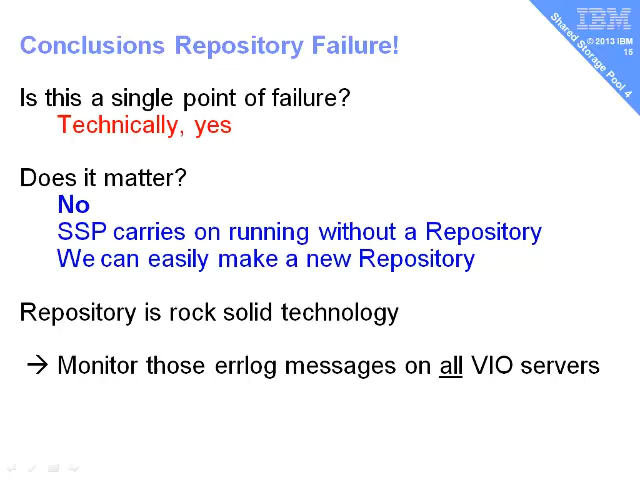 Conclusions Repository Failure!
IBM
© 2013 IBM
15
Shared Storage Pool 4
Is this a single point of failure?
Technically, yes
Does it matter?
No
SSP carries on running without a Repository
We can easily make a new Repository
Repository is rock solid technology
→ Monitor those errlog messages on all VIO servers